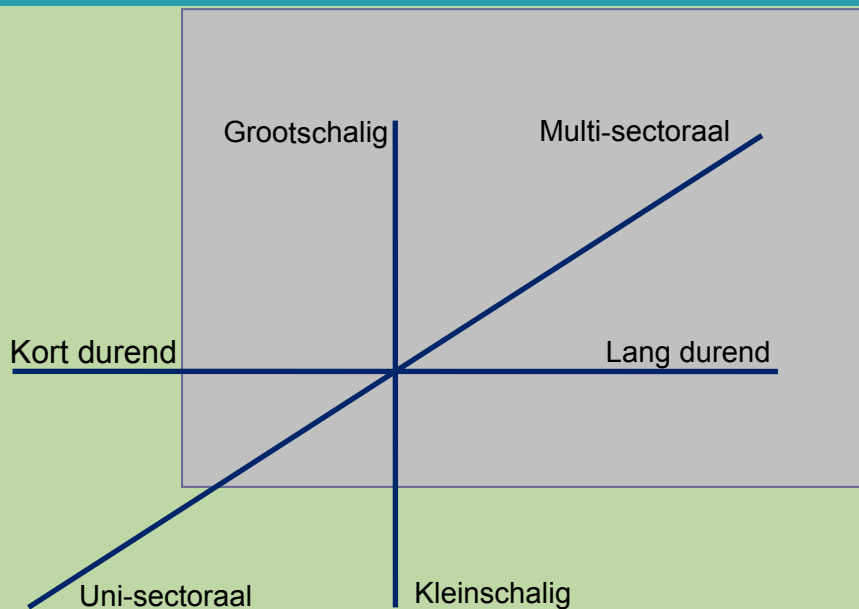 Grootschalig
Multi-sectoraal
Kort durend
Lang durend
Uni-sectoraal
Kleinschalig